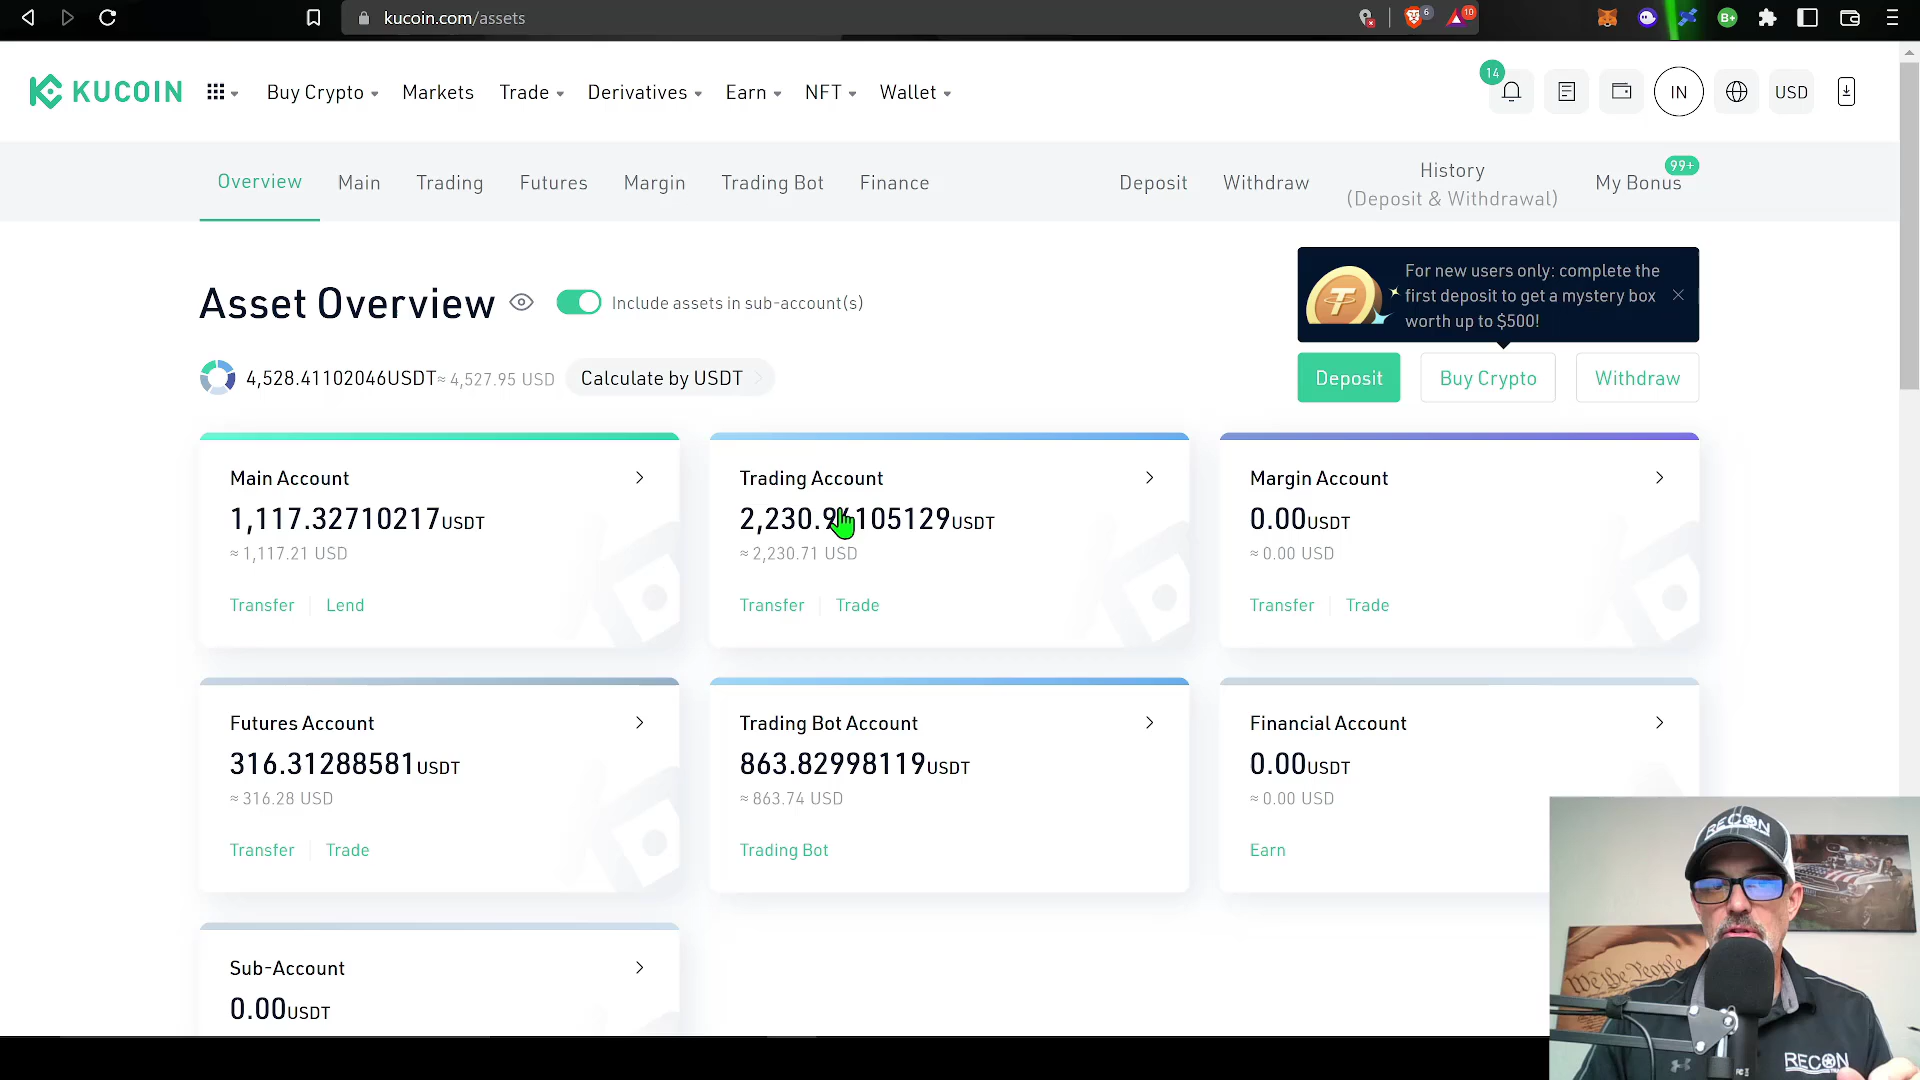 kucoin.com/assets
6
10
B+
KUCOIN
Buy Crypto
Markets
Trade
Derivatives
Earn
NFT
Wallet
14
IN
USD
Overview
Main
Trading
Futures
Margin
Trading Bot
Finance
Deposit
Withdraw
History
(Deposit & Withdrawal)
My Bonus
99+
Asset Overview
Include assets in sub-account(s)
For new users only: complete the
first deposit to get a mystery box
worth up to $500!
4,528.41102046USDT≈ 4,527.95 USD
Calculate by USDT
Deposit
Buy Crypto
Withdraw
Main Account
1,117.32710217USDT
≈ 1,117.21 USD
Transfer
Lend
Trading Account
USDT
≈ 2,230.71 USD
Transfer
Trade
Margin Account
0.00USDT
≈ 0.00 USD
Transfer
Trade
Futures Account
316.31288581USDT
≈ 316.28 USD
Transfer
Trade
Trading Bot Account
863.82998119USDT
≈ 863.74 USD
Trading Bot
Financial Account
0.00USDT
≈ 0.00 USD
Earn
Sub-Account
0.00USDT
RECON
We the People
RECON